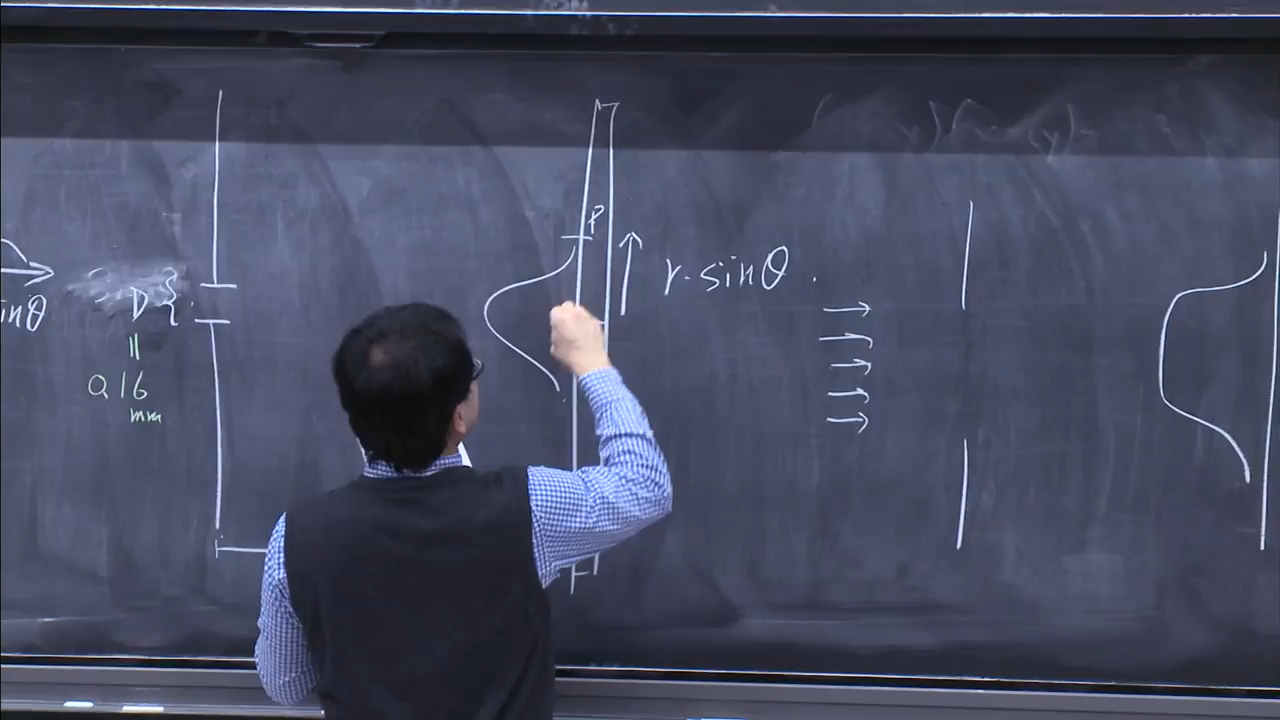 inθ
D
=
0.16
mm
P
r·sinθ.